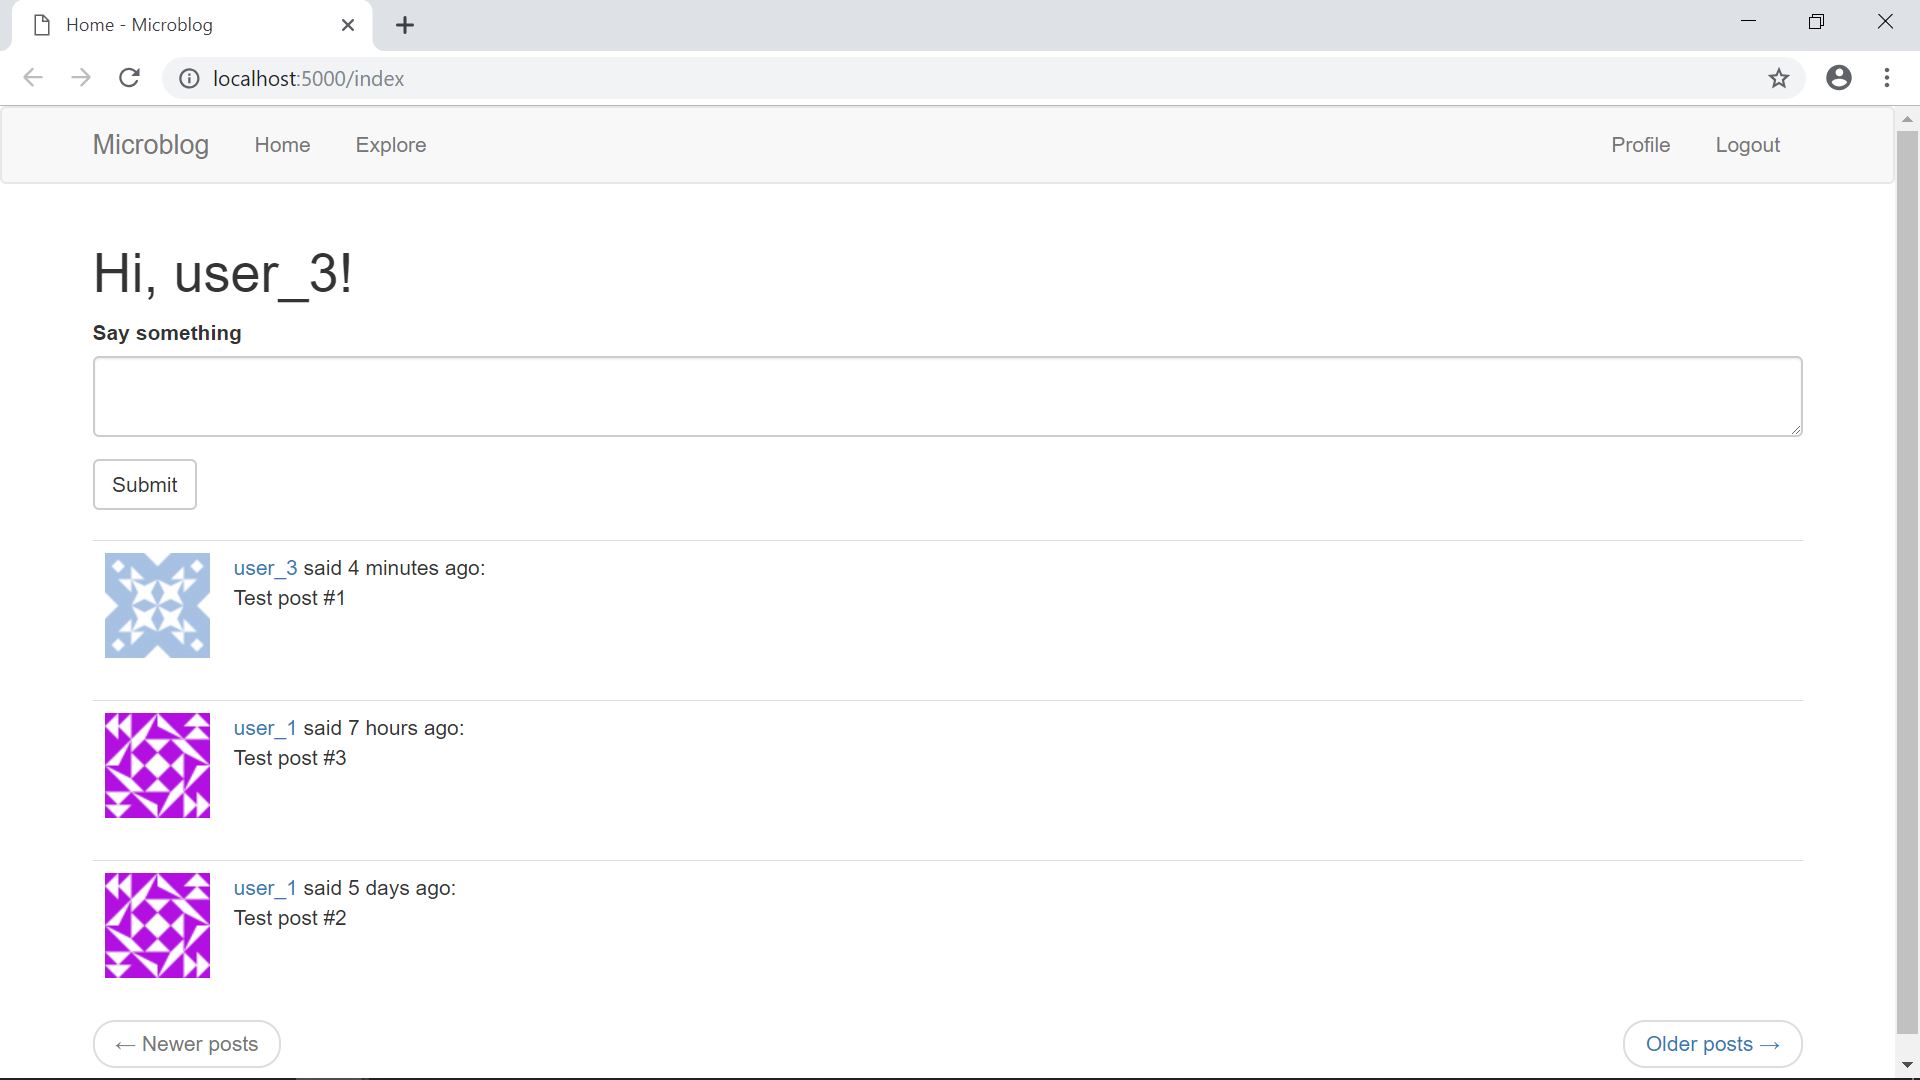 Home - Microblog
localhost:5000/index
Microblog Home Explore Profile Logout
Hi, user_3!
Say something
Submit
user_3 said 4 minutes ago:
Test post #1
user_1 said 7 hours ago:
Test post #3
user_1 said 5 days ago:
Test post #2
← Newer posts Older posts →